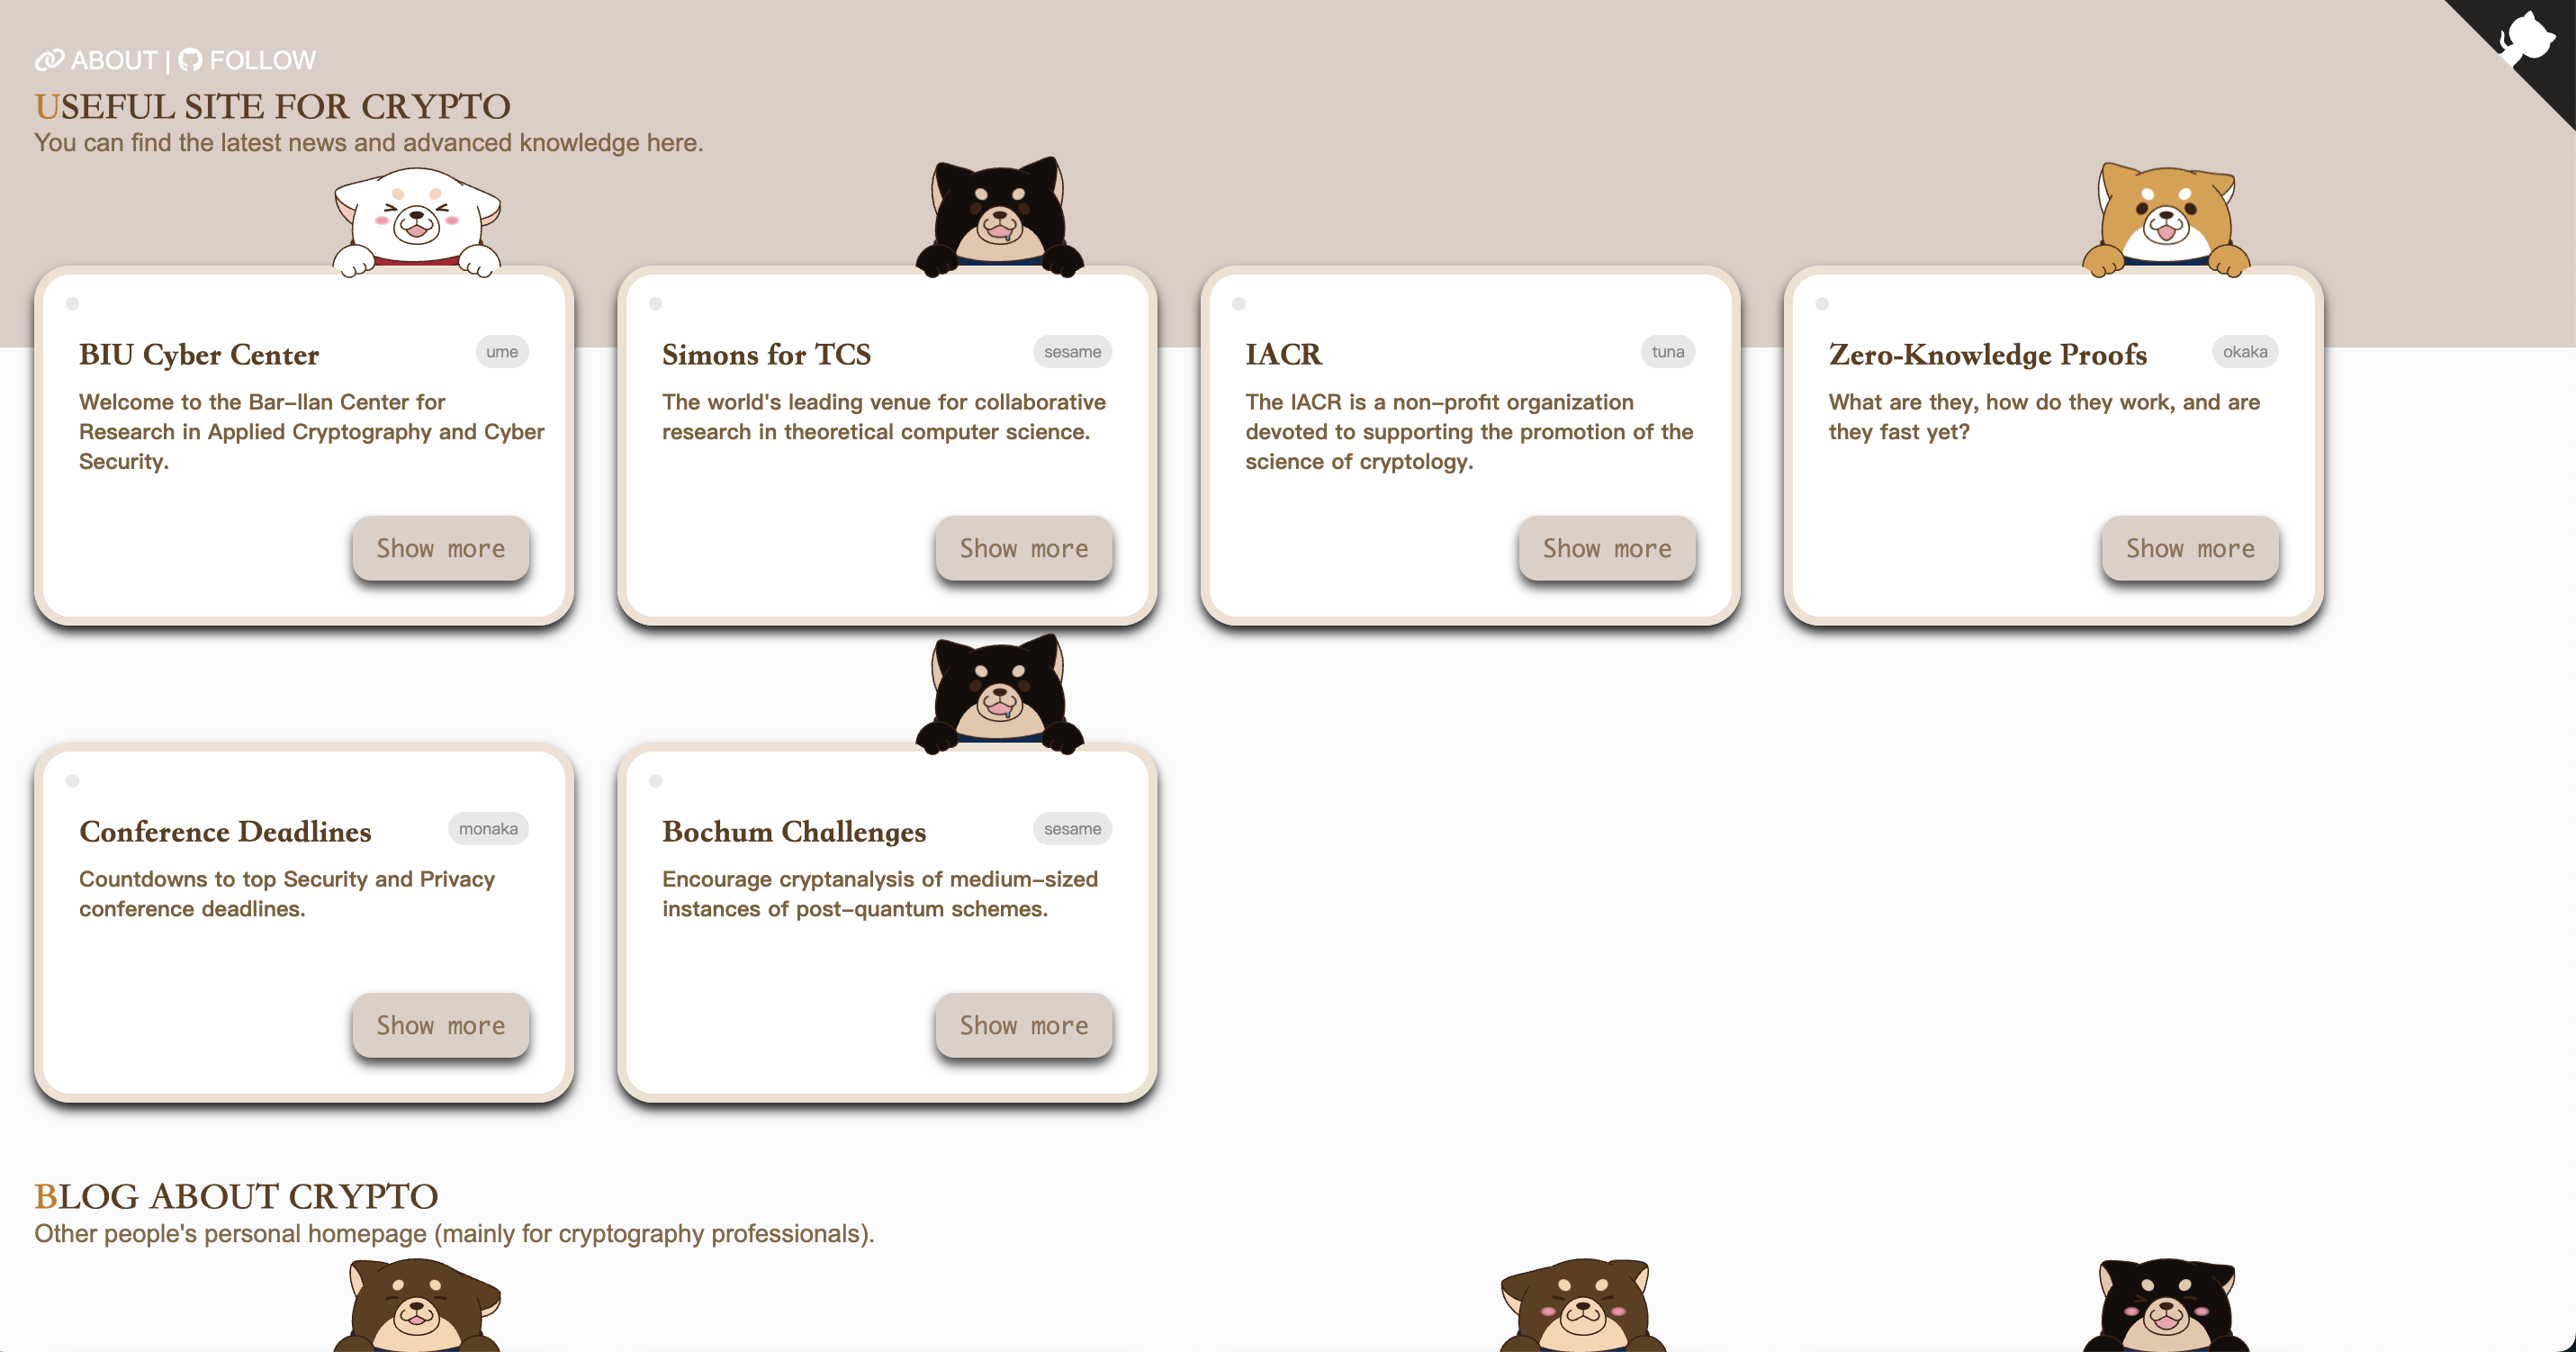 ABOUT | FOLLOW
USEFUL SITE FOR CRYPTO
You can find the latest news and advanced knowledge here.
BIU Cyber Center
ume
Welcome to the Bar-Ilan Center for
Research in Applied Cryptography and Cyber
Security.
Show more
Simons for TCS
sesame
The world's leading venue for collaborative
research in theoretical computer science.
Show more
IACR
tuna
The IACR is a non-profit organization
devoted to supporting the promotion of the
science of cryptology.
Show more
Zero-Knowledge Proofs
okaka
What are they, how do they work, and are
they fast yet?
Show more
Conference Deadlines
monaka
Countdowns to top Security and Privacy
conference deadlines.
Show more
Bochum Challenges
sesame
Encourage cryptanalysis of medium-sized
instances of post-quantum schemes.
Show more
BLOG ABOUT CRYPTO
Other people's personal homepage (mainly for cryptography professionals).